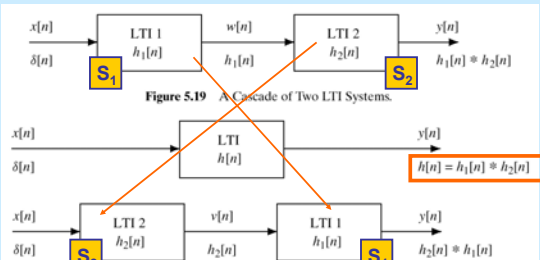 x[n] LTI 1 w[n] LTI 2 y[n]
δ[n] h₁[n] h₁[n] h₂[n] h₁[n] * h₂[n]
S₁ S₂
Figure 5.19 A Cascade of Two LTI Systems.
x[n] LTI y[n]
δ[n] h[n] h[n] = h₁[n] * h₂[n]
x[n] LTI 2 v[n] LTI 1 y[n]
δ[n] h₂[n] h₂[n] h₁[n] h₂[n] * h₁[n]